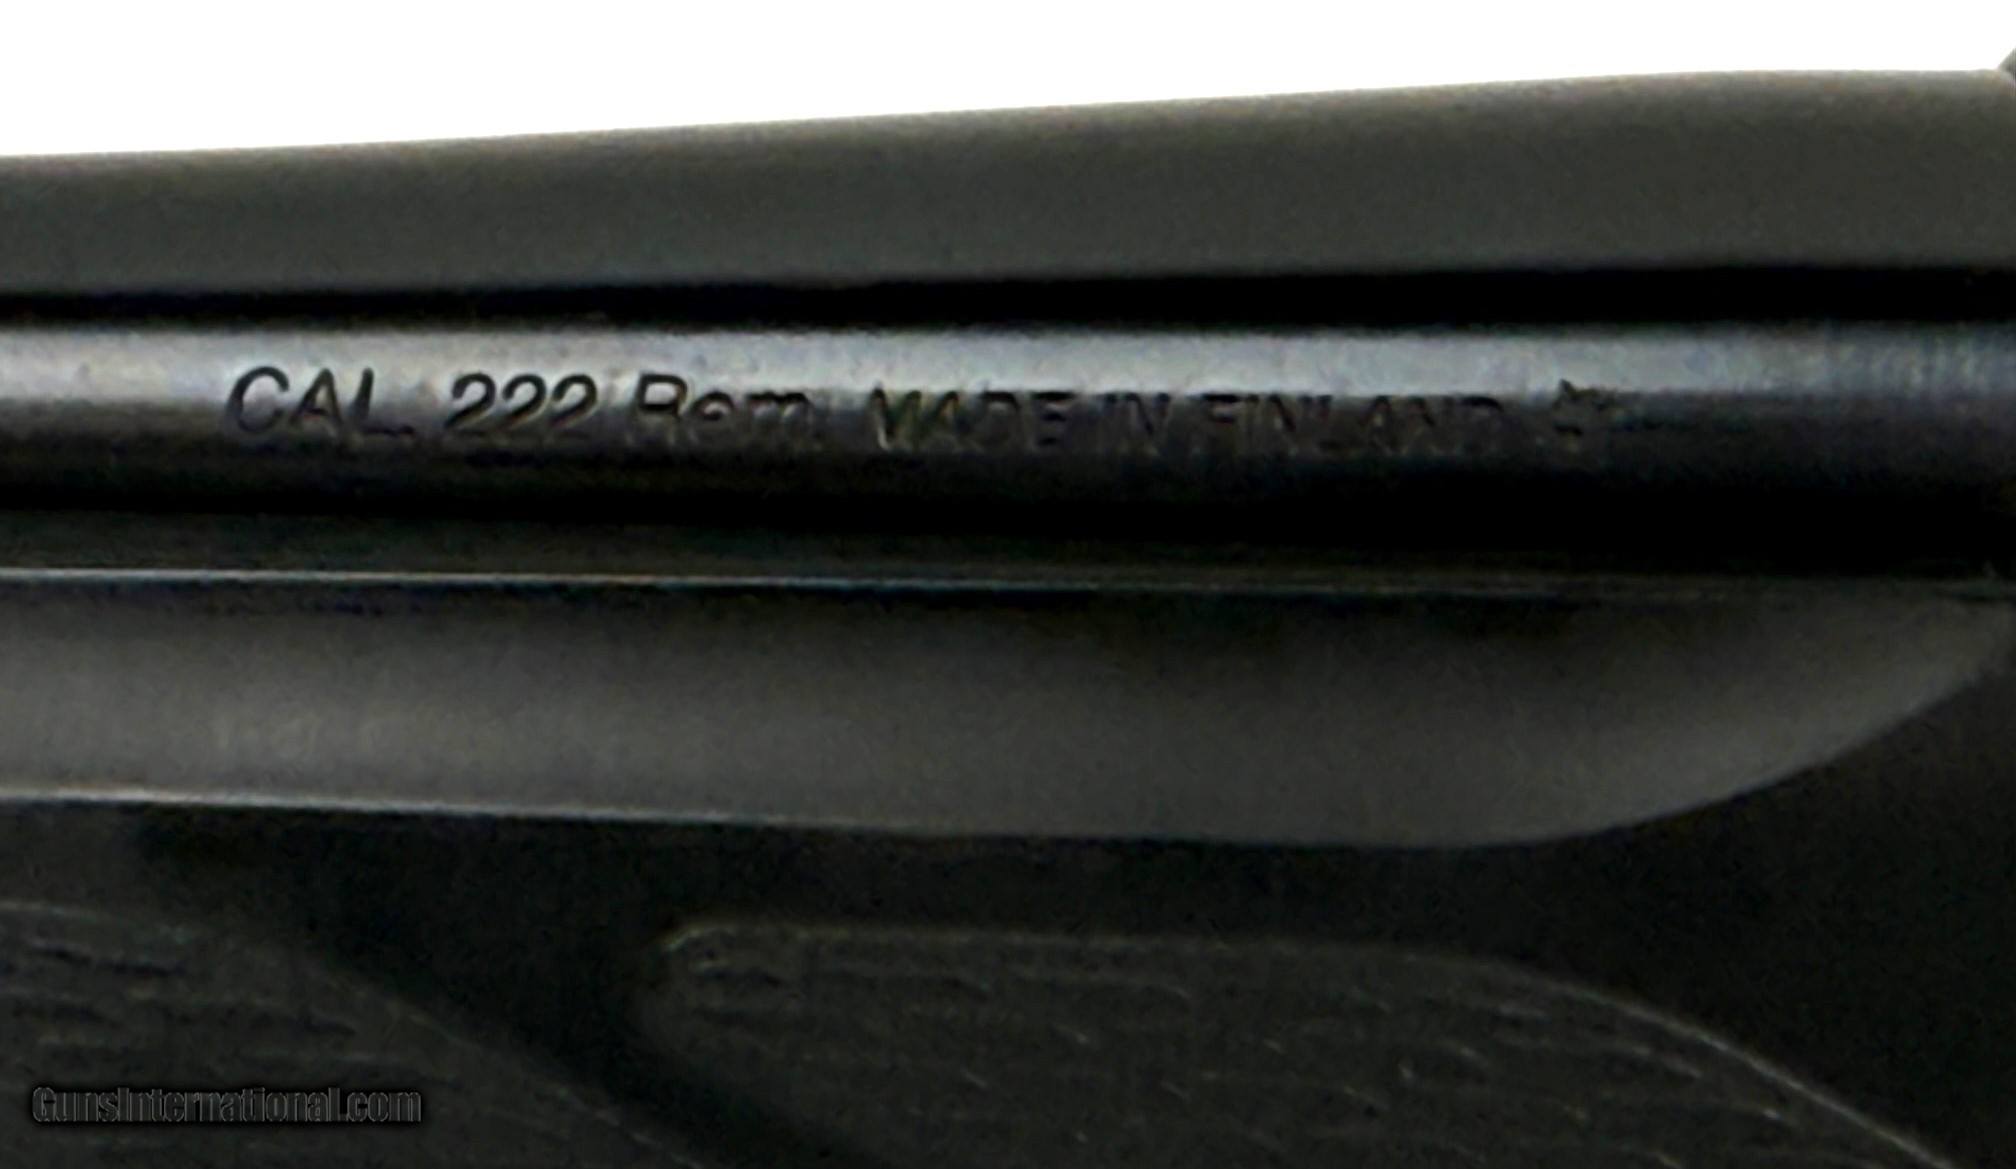 CAL. 222 Rem. MADE IN FINLAND
GunsInternational.com